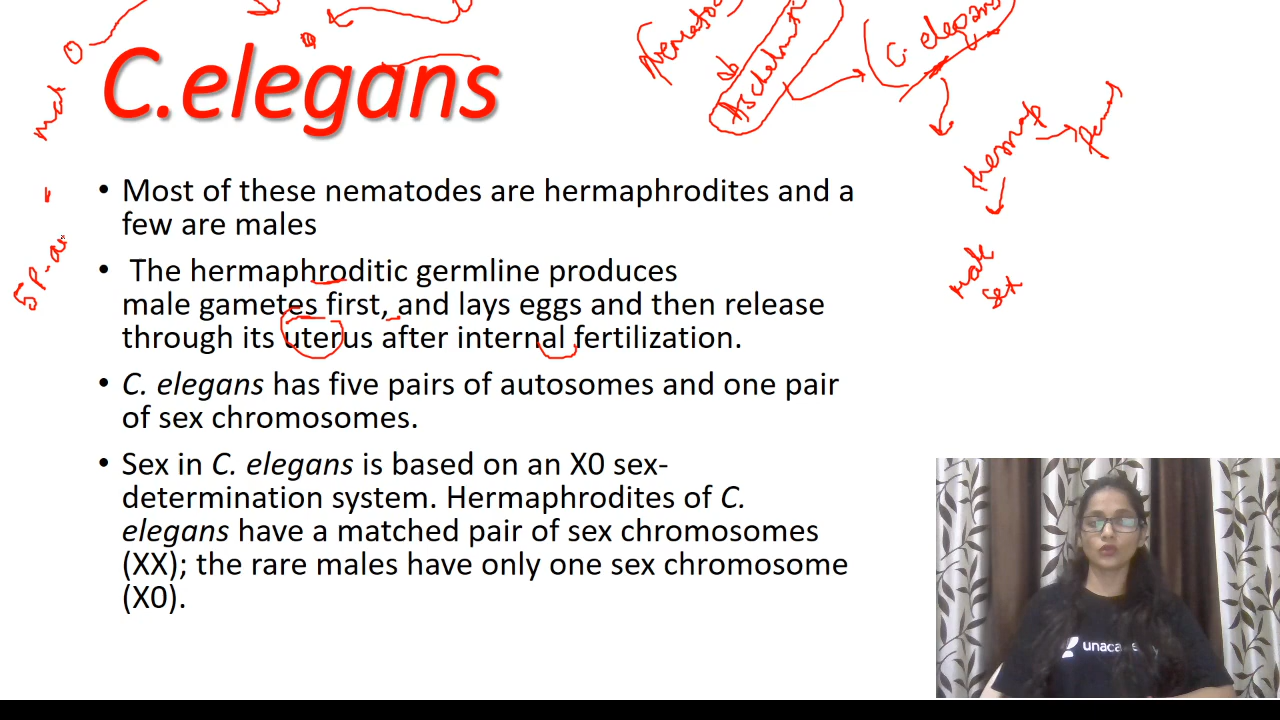 C. elegans
C.elegans
male
hermap
male
sex
5P-
• Most of these nematodes are hermaphrodites and a
few are males
• The hermaphroditic germline produces
male gametes first, and lays eggs and then release
through its uterus after internal fertilization.
• C. elegans has five pairs of autosomes and one pair
of sex chromosomes.
• Sex in C. elegans is based on an X0 sex-
determination system. Hermaphrodites of C.
elegans have a matched pair of sex chromosomes
(XX); the rare males have only one sex chromosome
(X0).